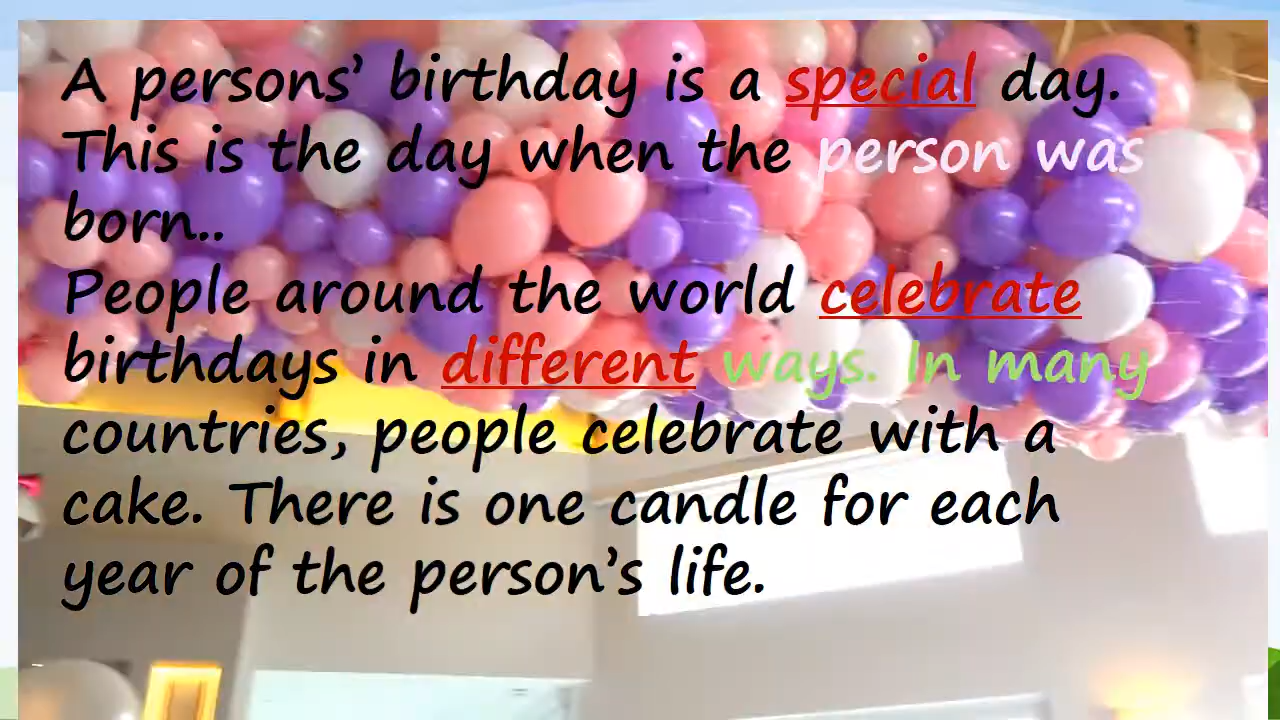 A persons’ birthday is a special day.
This is the day when the person was
born..
People around the world celebrate
birthdays in different ways. In many
countries, people celebrate with a
cake. There is one candle for each
year of the person’s life.